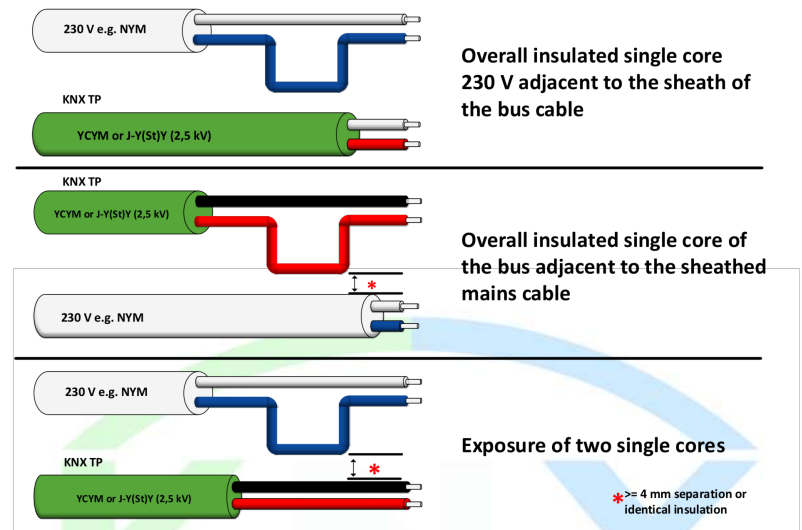 230 V e.g. NYM
Overall insulated single core
230 V adjacent to the sheath of
the bus cable
KNX TP
YCYM or J-Y(St)Y (2,5 kV)
KNX TP
YCYM or J-Y(St)Y (2,5 kV)
Overall insulated single core of
the bus adjacent to the sheathed
mains cable
*
230 V e.g. NYM
230 V e.g. NYM
Exposure of two single cores
KNX TP
*
YCYM or J-Y(St)Y (2,5 kV)
*>= 4 mm separation or
identical insulation